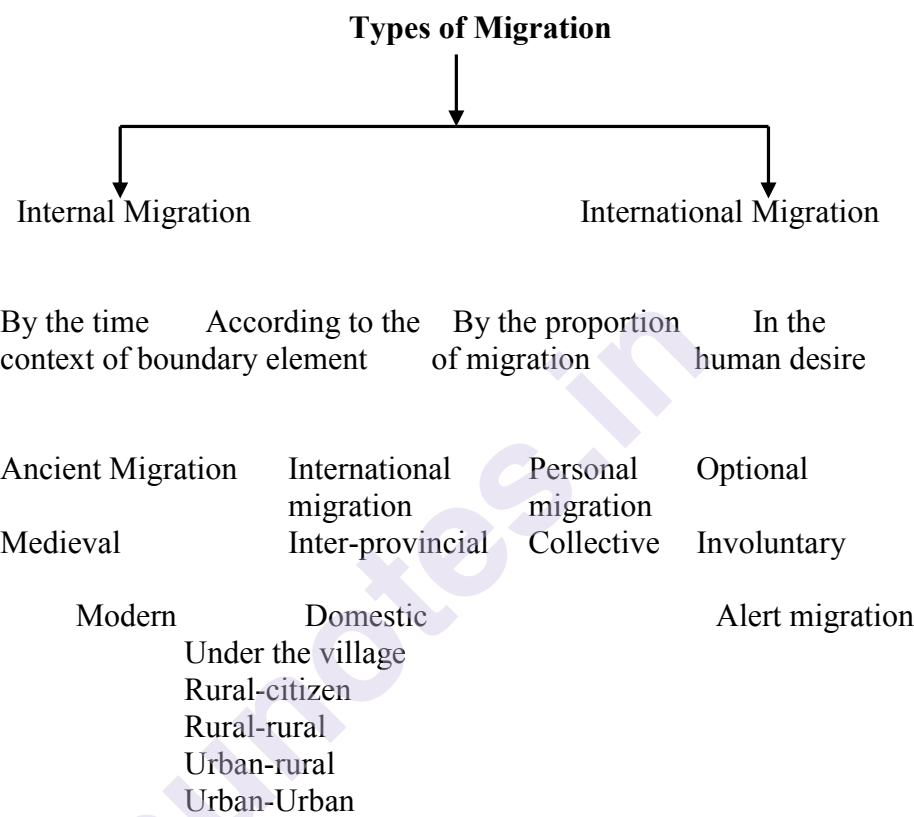 Types of Migration
Internal Migration International Migration
By the time According to the By the proportion In the
context of boundary element of migration human desire
Ancient Migration International Personal Optional
migration migration
Medieval Inter-provincial Collective Involuntary
Modern Domestic Alert migration
Under the village
Rural-citizen
Rural-rural
Urban-rural
Urban-Urban
unotes.in